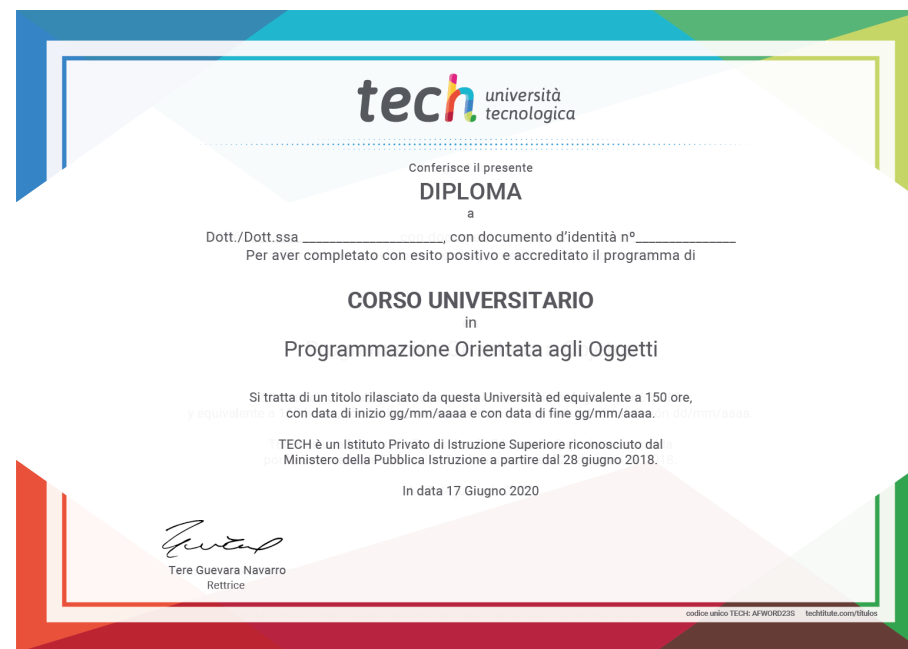 tech università
tecnologica
Conferisce il presente
DIPLOMA
a
Dott./Dott.ssa ______________________, con documento d'identità nº_______________
Per aver completato con esito positivo e accreditato il programma di
CORSO UNIVERSITARIO
in
Programmazione Orientata agli Oggetti
Si tratta di un titolo rilasciato da questa Università ed equivalente a 150 ore,
con data di inizio gg/mm/aaaa e con data di fine gg/mm/aaaa.
TECH è un Istituto Privato di Istruzione Superiore riconosciuto dal
Ministero della Pubblica Istruzione a partire dal 28 giugno 2018.
In data 17 Giugno 2020
Tere Guevara Navarro
Rettrice
codice unico TECH: AFWORD23S techtitute.com/titulos